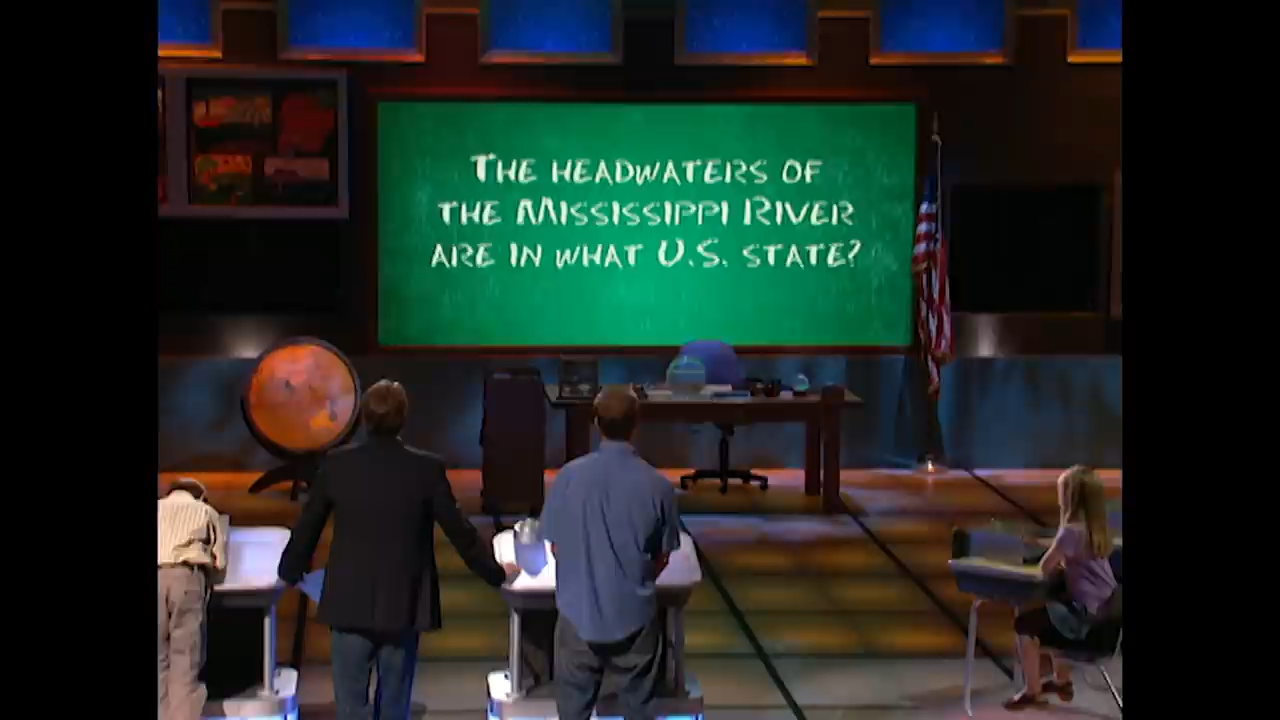 THE HEADWATERS OF
THE MISSISSIPPI RIVER
ARE IN WHAT U.S. STATE?